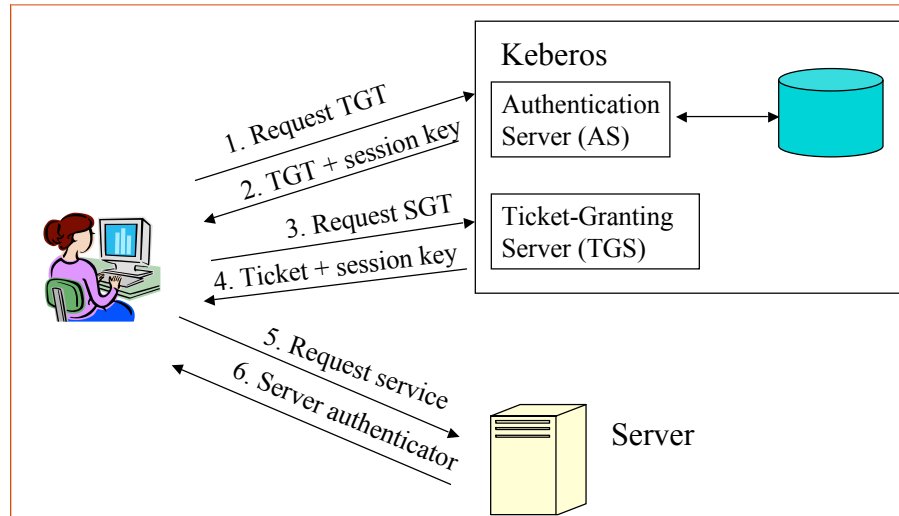 Keberos
Authentication
Server (AS)
1. Request TGT
2. TGT + session key
3. Request SGT
Ticket-Granting
Server (TGS)
4. Ticket + session key
5. Request service
6. Server authenticator
Server